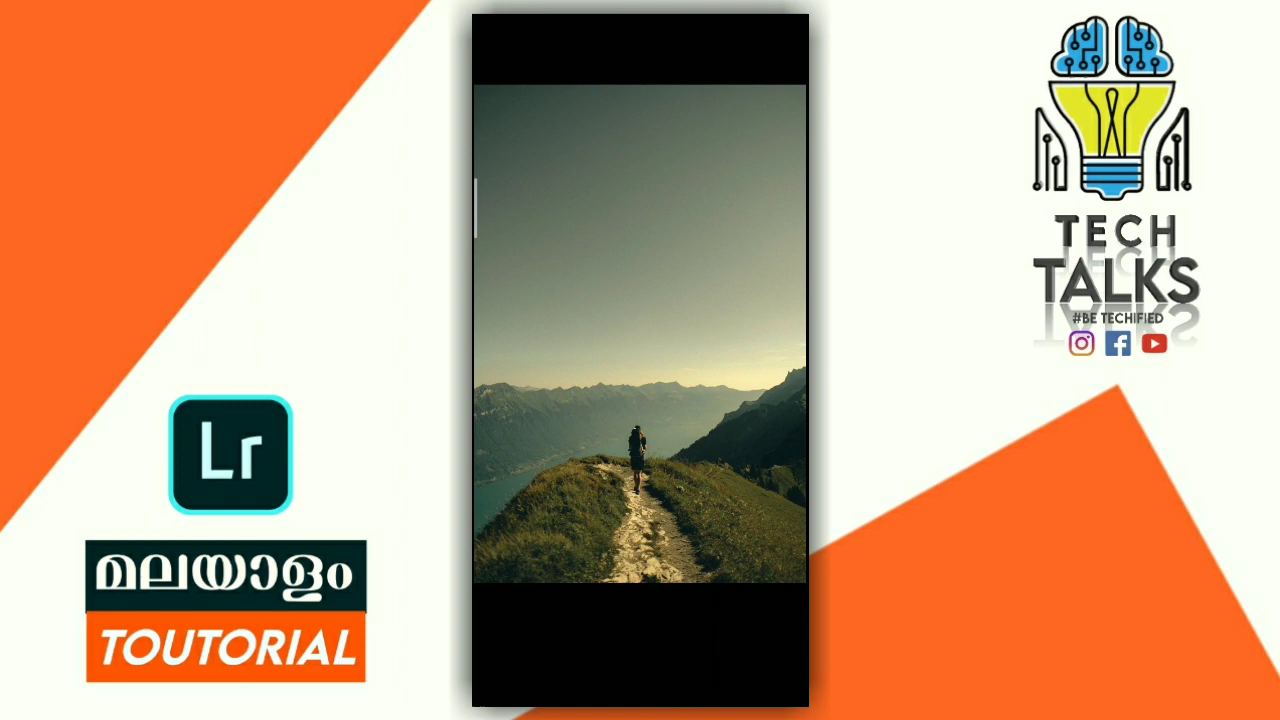 Lr
മലയാളം
TOUTORIAL
TECH
TALKS
#BE TECHIFIED